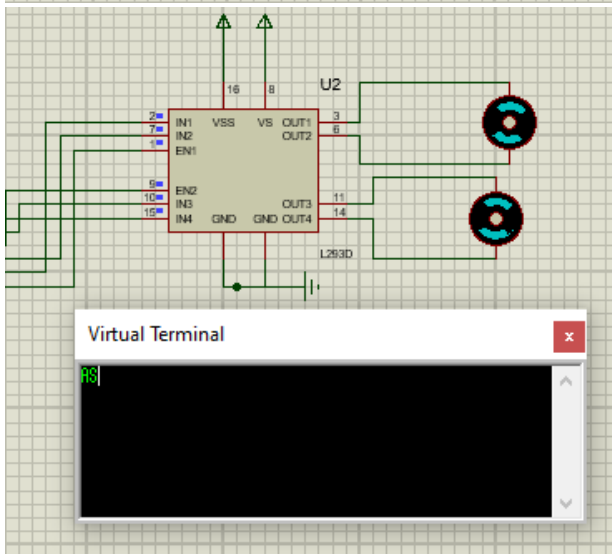 16 8 U2
2 IN1 VSS VS OUT1 3
7 IN2 OUT2 6
1 EN1
9 EN2
10 IN3 OUT3 11
15 IN4 GND GND OUT4 14
L293D
Virtual Terminal
x
AS